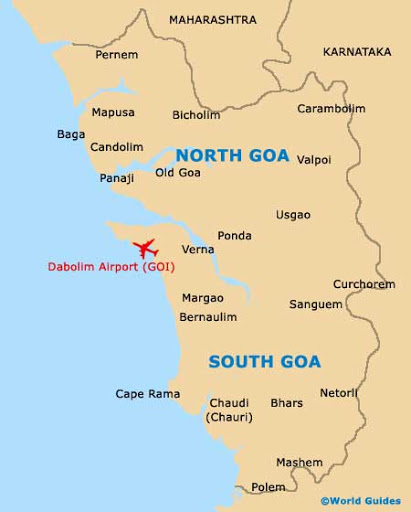 MAHARASHTRA
KARNATAKA
Pernem
Carambolim
Mapusa
Bicholim
Baga
Candolim
NORTH GOA
Valpoi
Old Goa
Panaji
Usgao
Ponda
Verna
Dabolim Airport (GOI)
Curchorem
Margao
Sanguem
Bernaulim
SOUTH GOA
Cape Rama
Netorli
Chaudi
(Chauri)
Bhars
Mashem
Polem
©World Guides